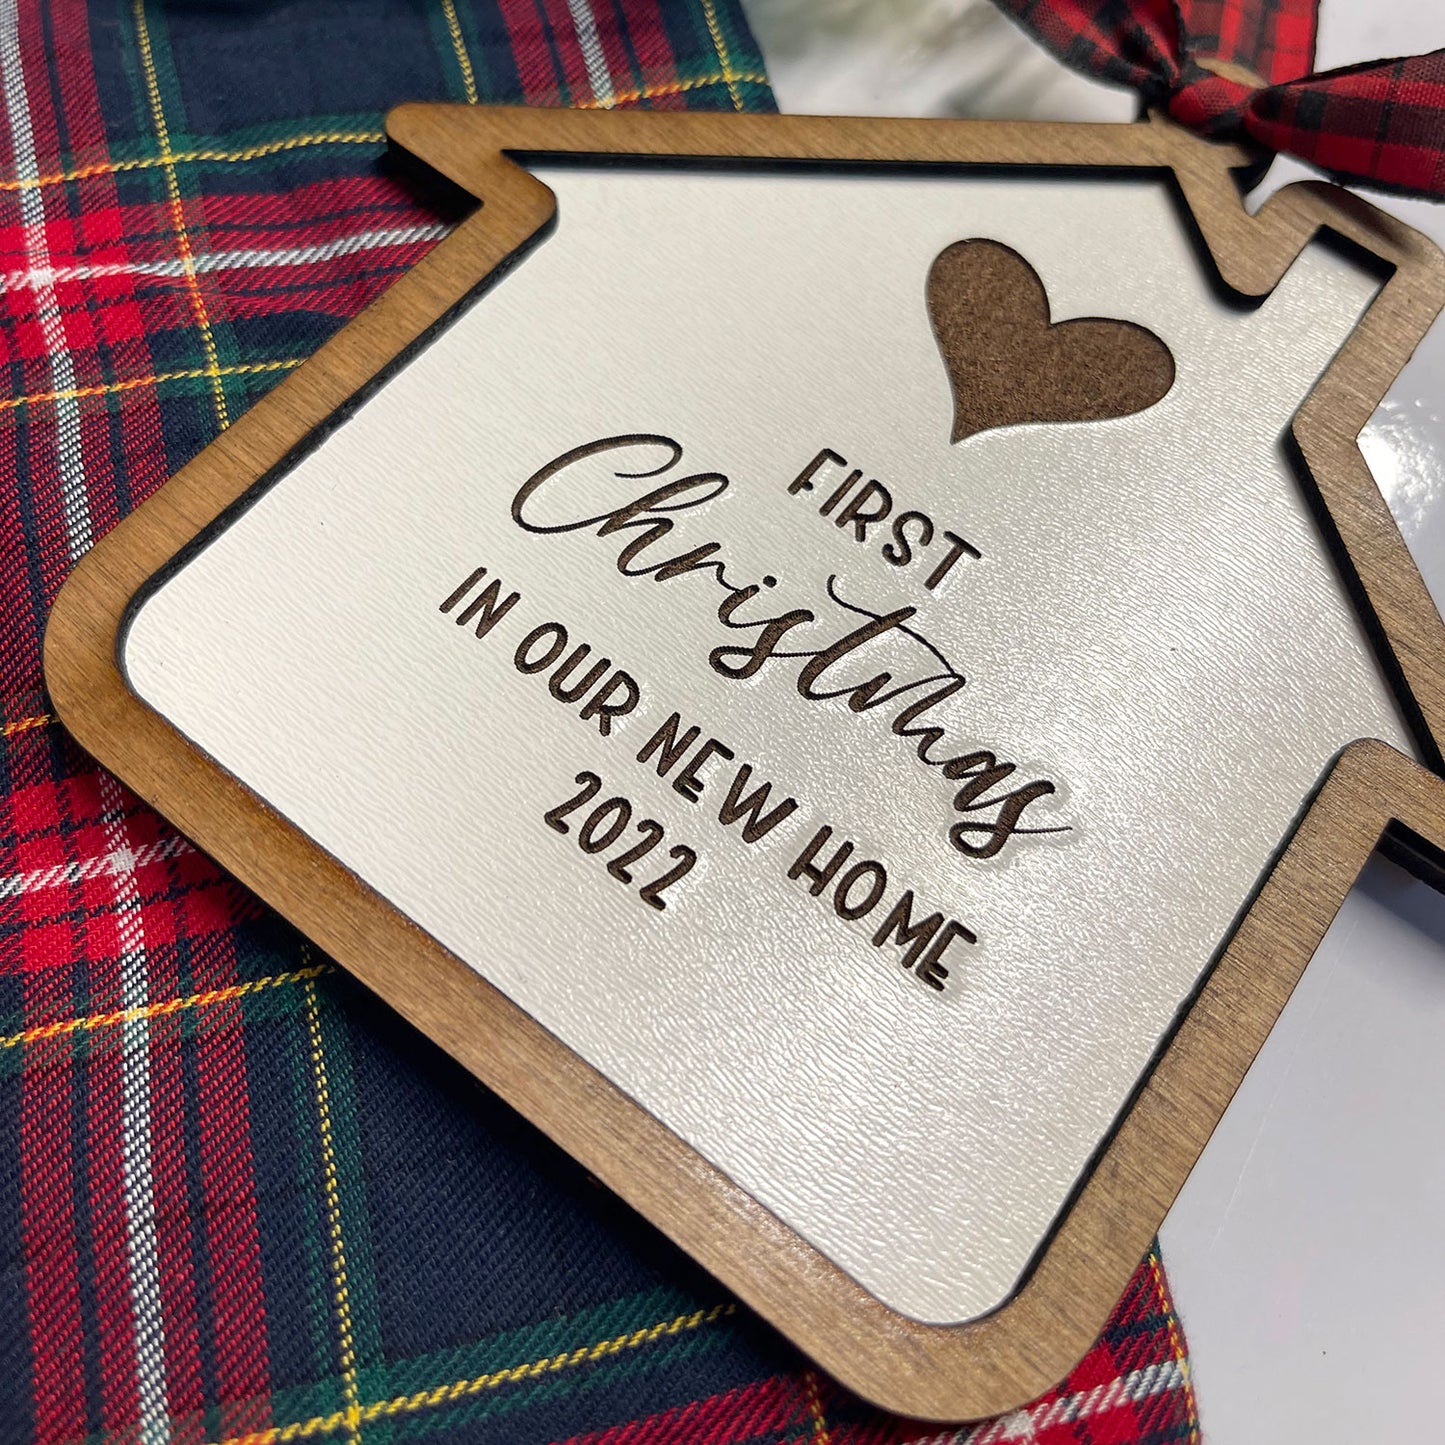 FIRST
Christmas
IN OUR NEW HOME
2022